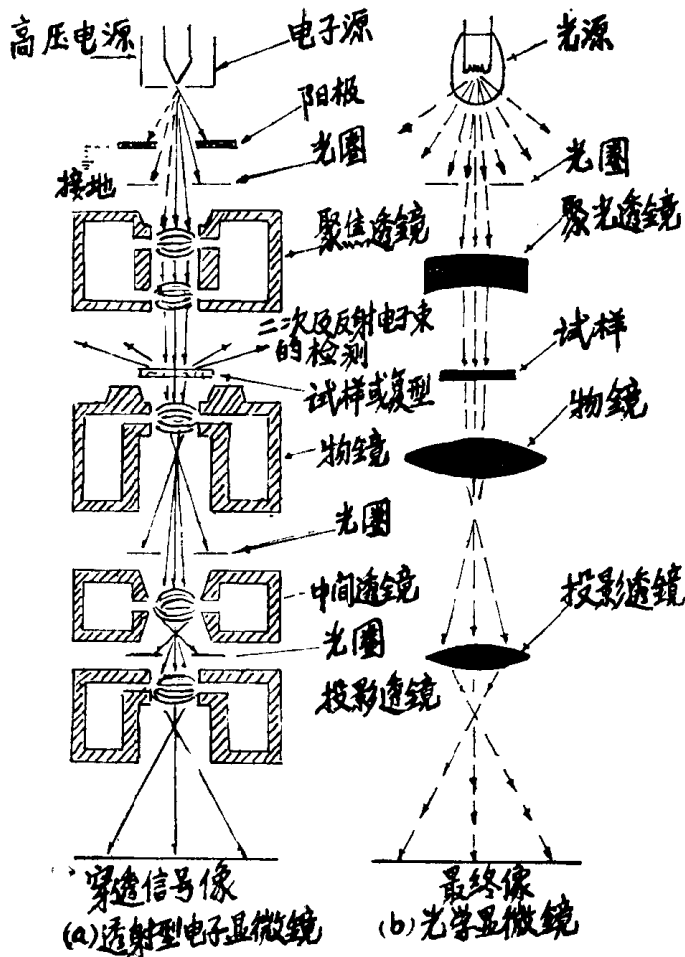 高压电源
电子源
阳极
光圈
接地
聚焦透镜
二次及反射电子束
的检测
试样或复型
物镜
光圈
中间透镜
光圈
投影透镜
穿透信号像
(a)透射型电子显微镜
光源
光圈
聚光透镜
试样
物镜
投影透镜
最终像
(b)光学显微镜